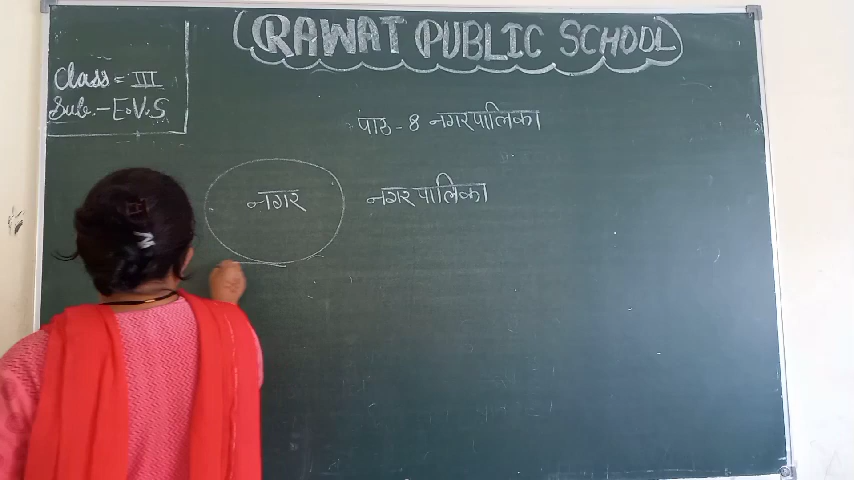 RAWAT PUBLIC SCHOOL
Class = III
Sub. - E.V.S
पाठ - 8 नगरपालिका
नगर नगरपालिका